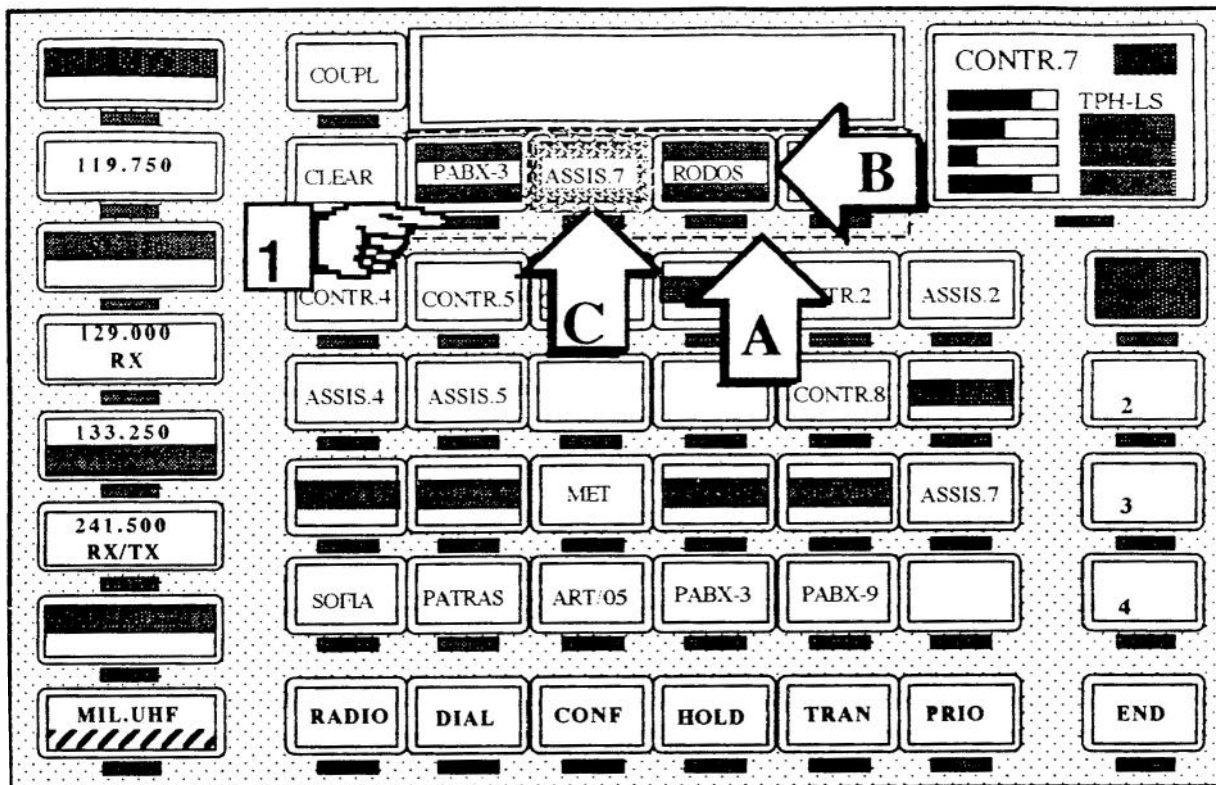 COUPL
CONTR.7
TPH-LS
119.750
CLEAR
PABX-3
ASSIS.7
RODOS
B
1
129.000
RX
CONTR.4
CONTR.5
C
A
ASSIS.2
133.250
ASSIS.4
ASSIS.5
CONTR.8
2
241.500
RX/TX
MET
ASSIS.7
3
SOFIA
PATRAS
ART/05
PABX-3
PABX-9
4
MIL.UHF
RADIO
DIAL
CONF
HOLD
TRAN
PRIO
END